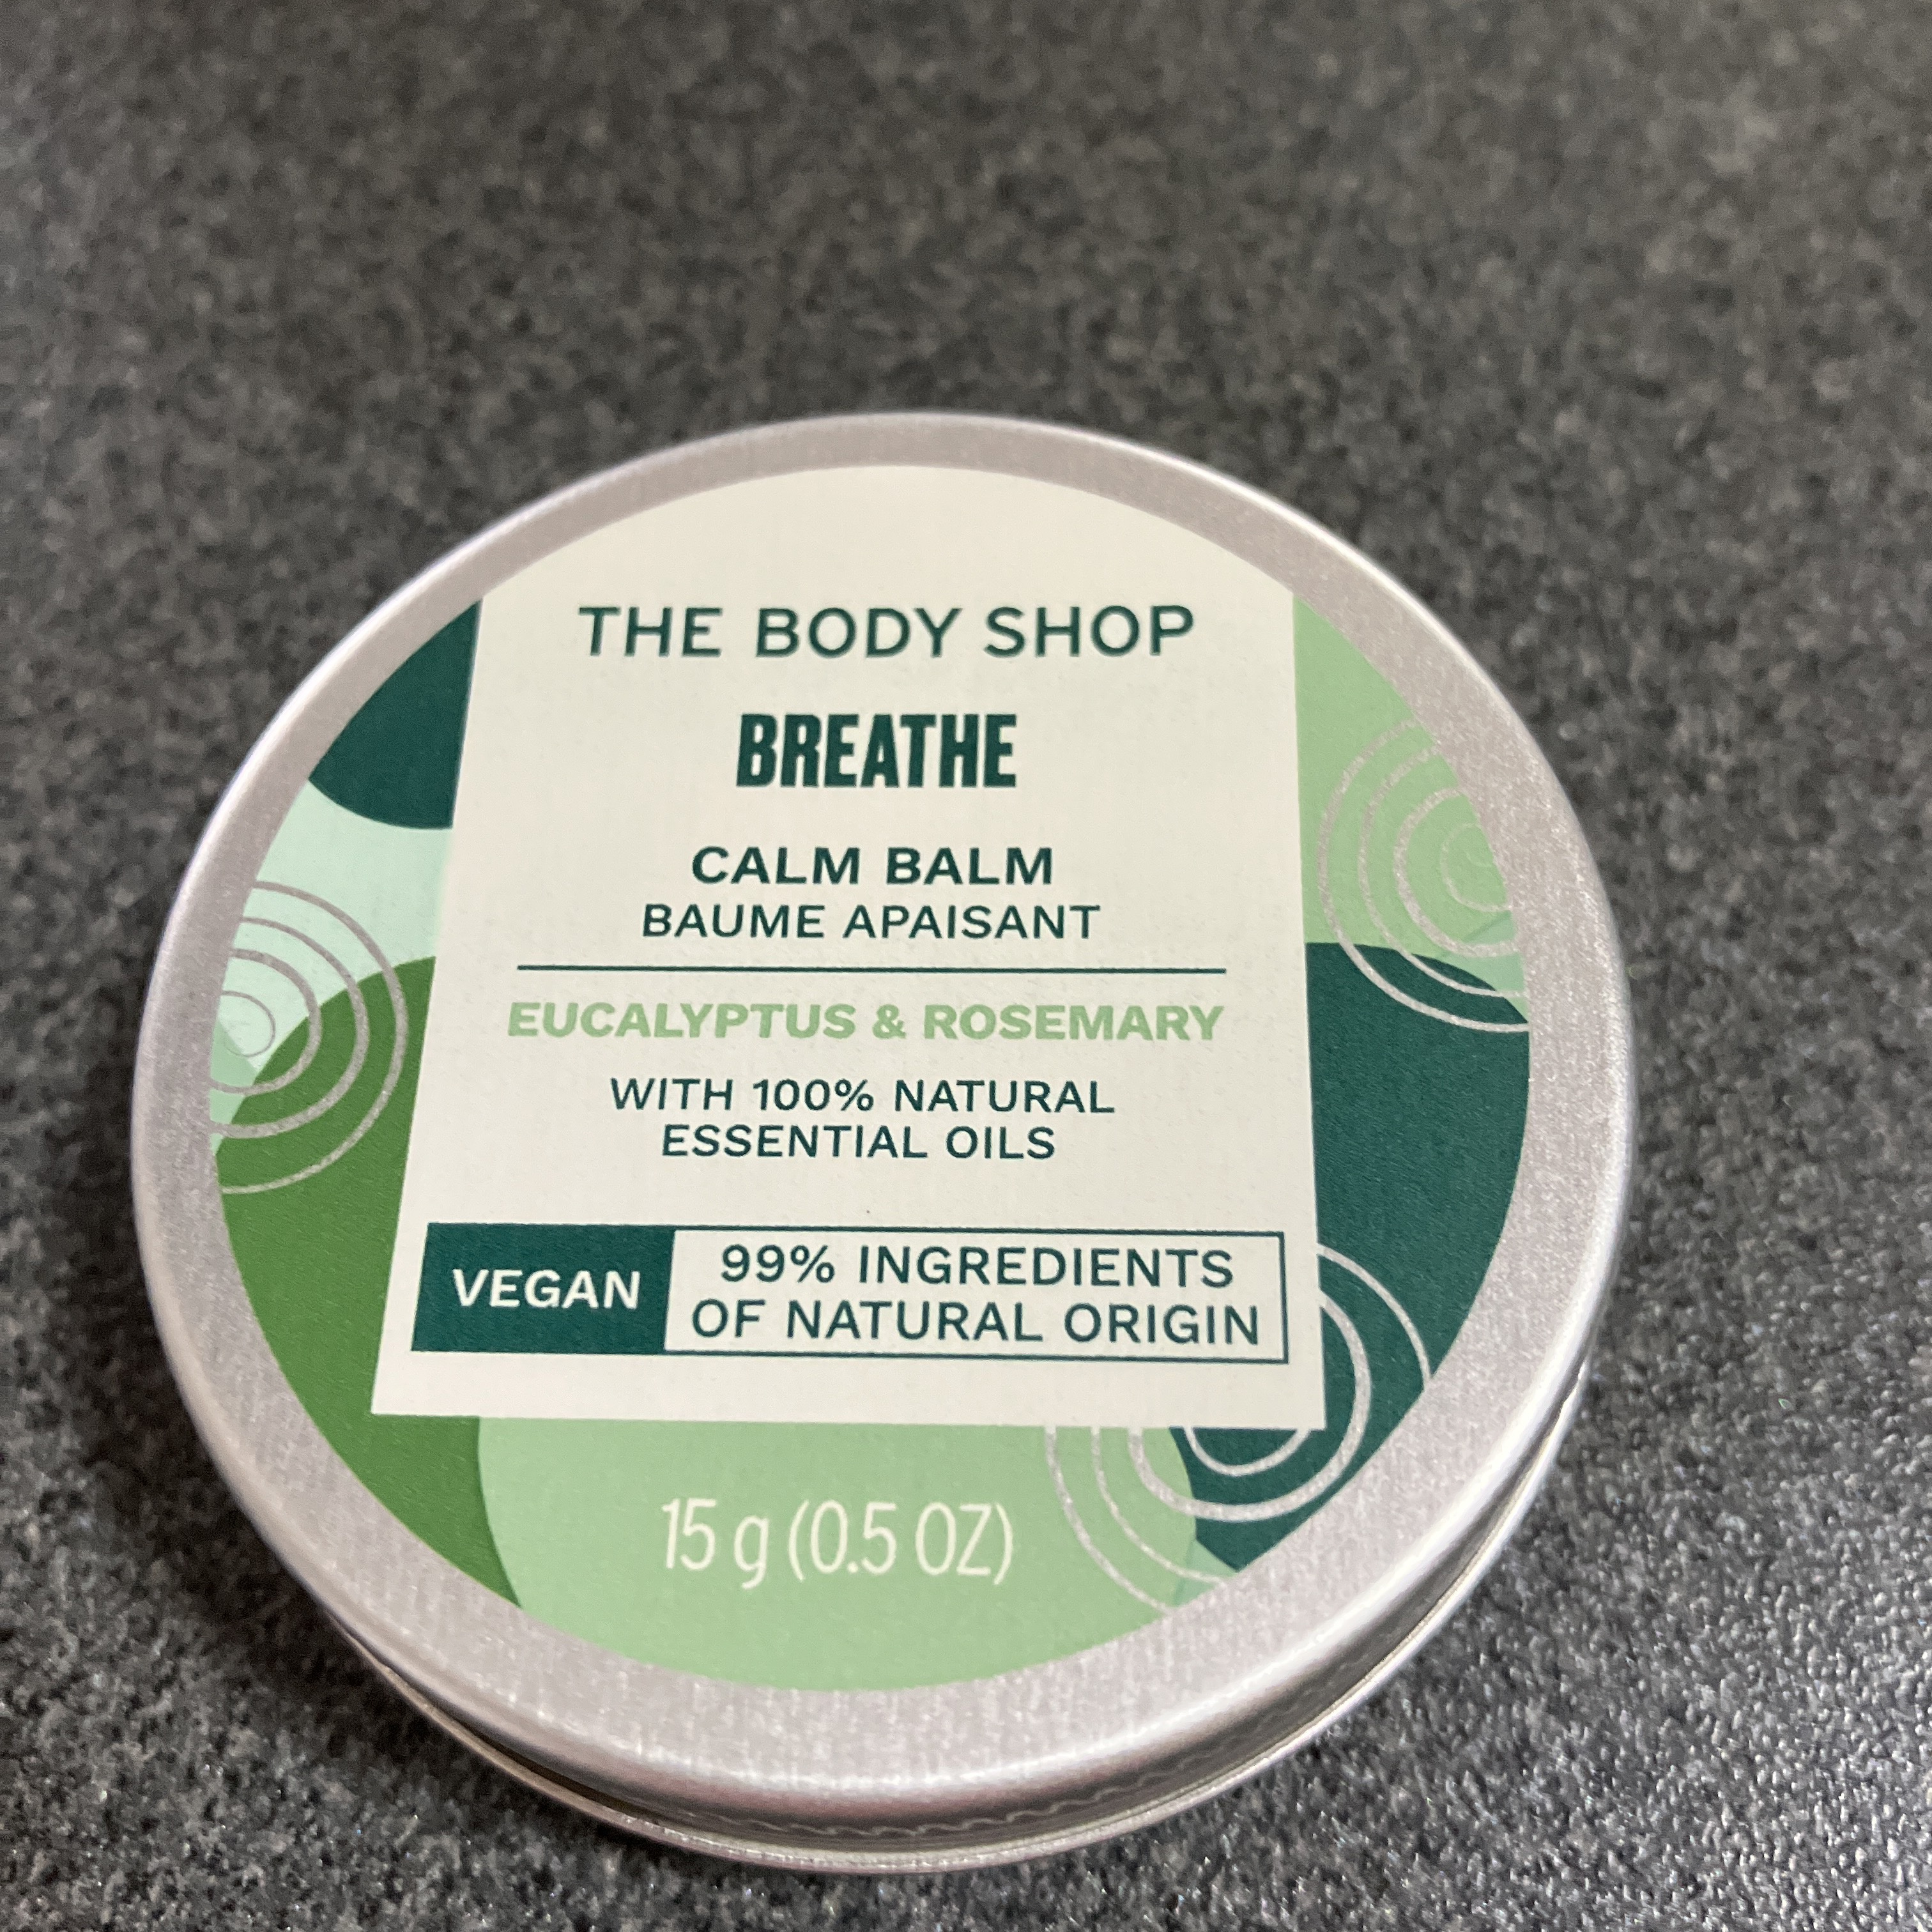 THE BODY SHOP
BREATHE
CALM BALM
BAUME APAISANT
EUCALYPTUS & ROSEMARY
WITH 100% NATURAL
ESSENTIAL OILS
VEGAN
99% INGREDIENTS
OF NATURAL ORIGIN
15 g (0.5 OZ)